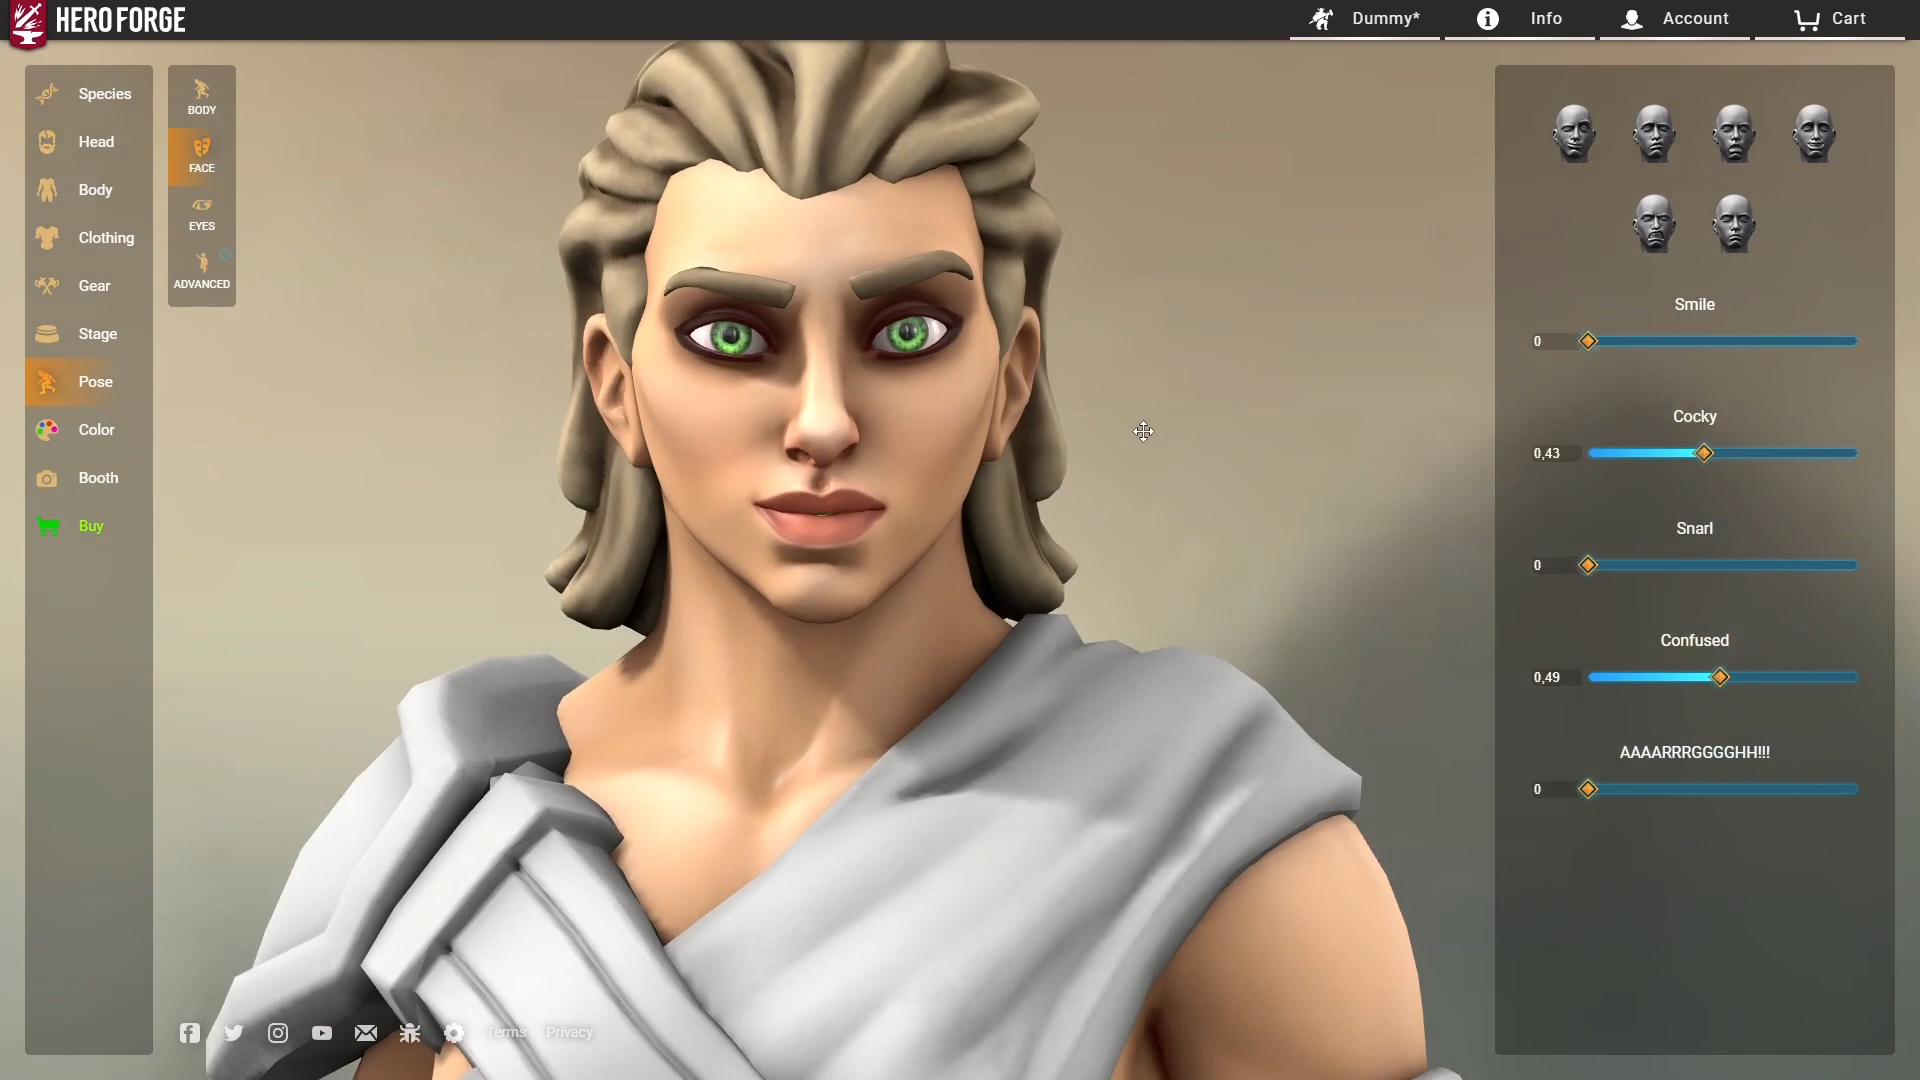 HERO FORGE
Dummy*
Info
Account
Cart
Species
Head
Body
Clothing
Gear
Stage
Pose
Color
Booth
Buy
BODY
FACE
EYES
ADVANCED
Smile
0
Cocky
0,43
Snarl
0
Confused
0,49
AAAARRRGGGGHH!!!
0
Terms
Privacy